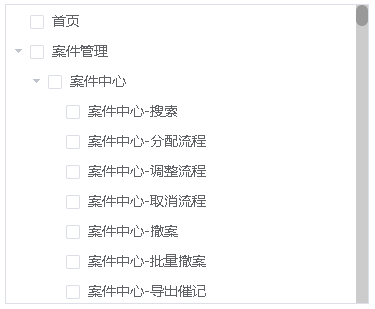 首页
案件管理
案件中心
案件中心-搜索
案件中心-分配流程
案件中心-调整流程
案件中心-取消流程
案件中心-撤案
案件中心-批量撤案
案件中心-导出催记